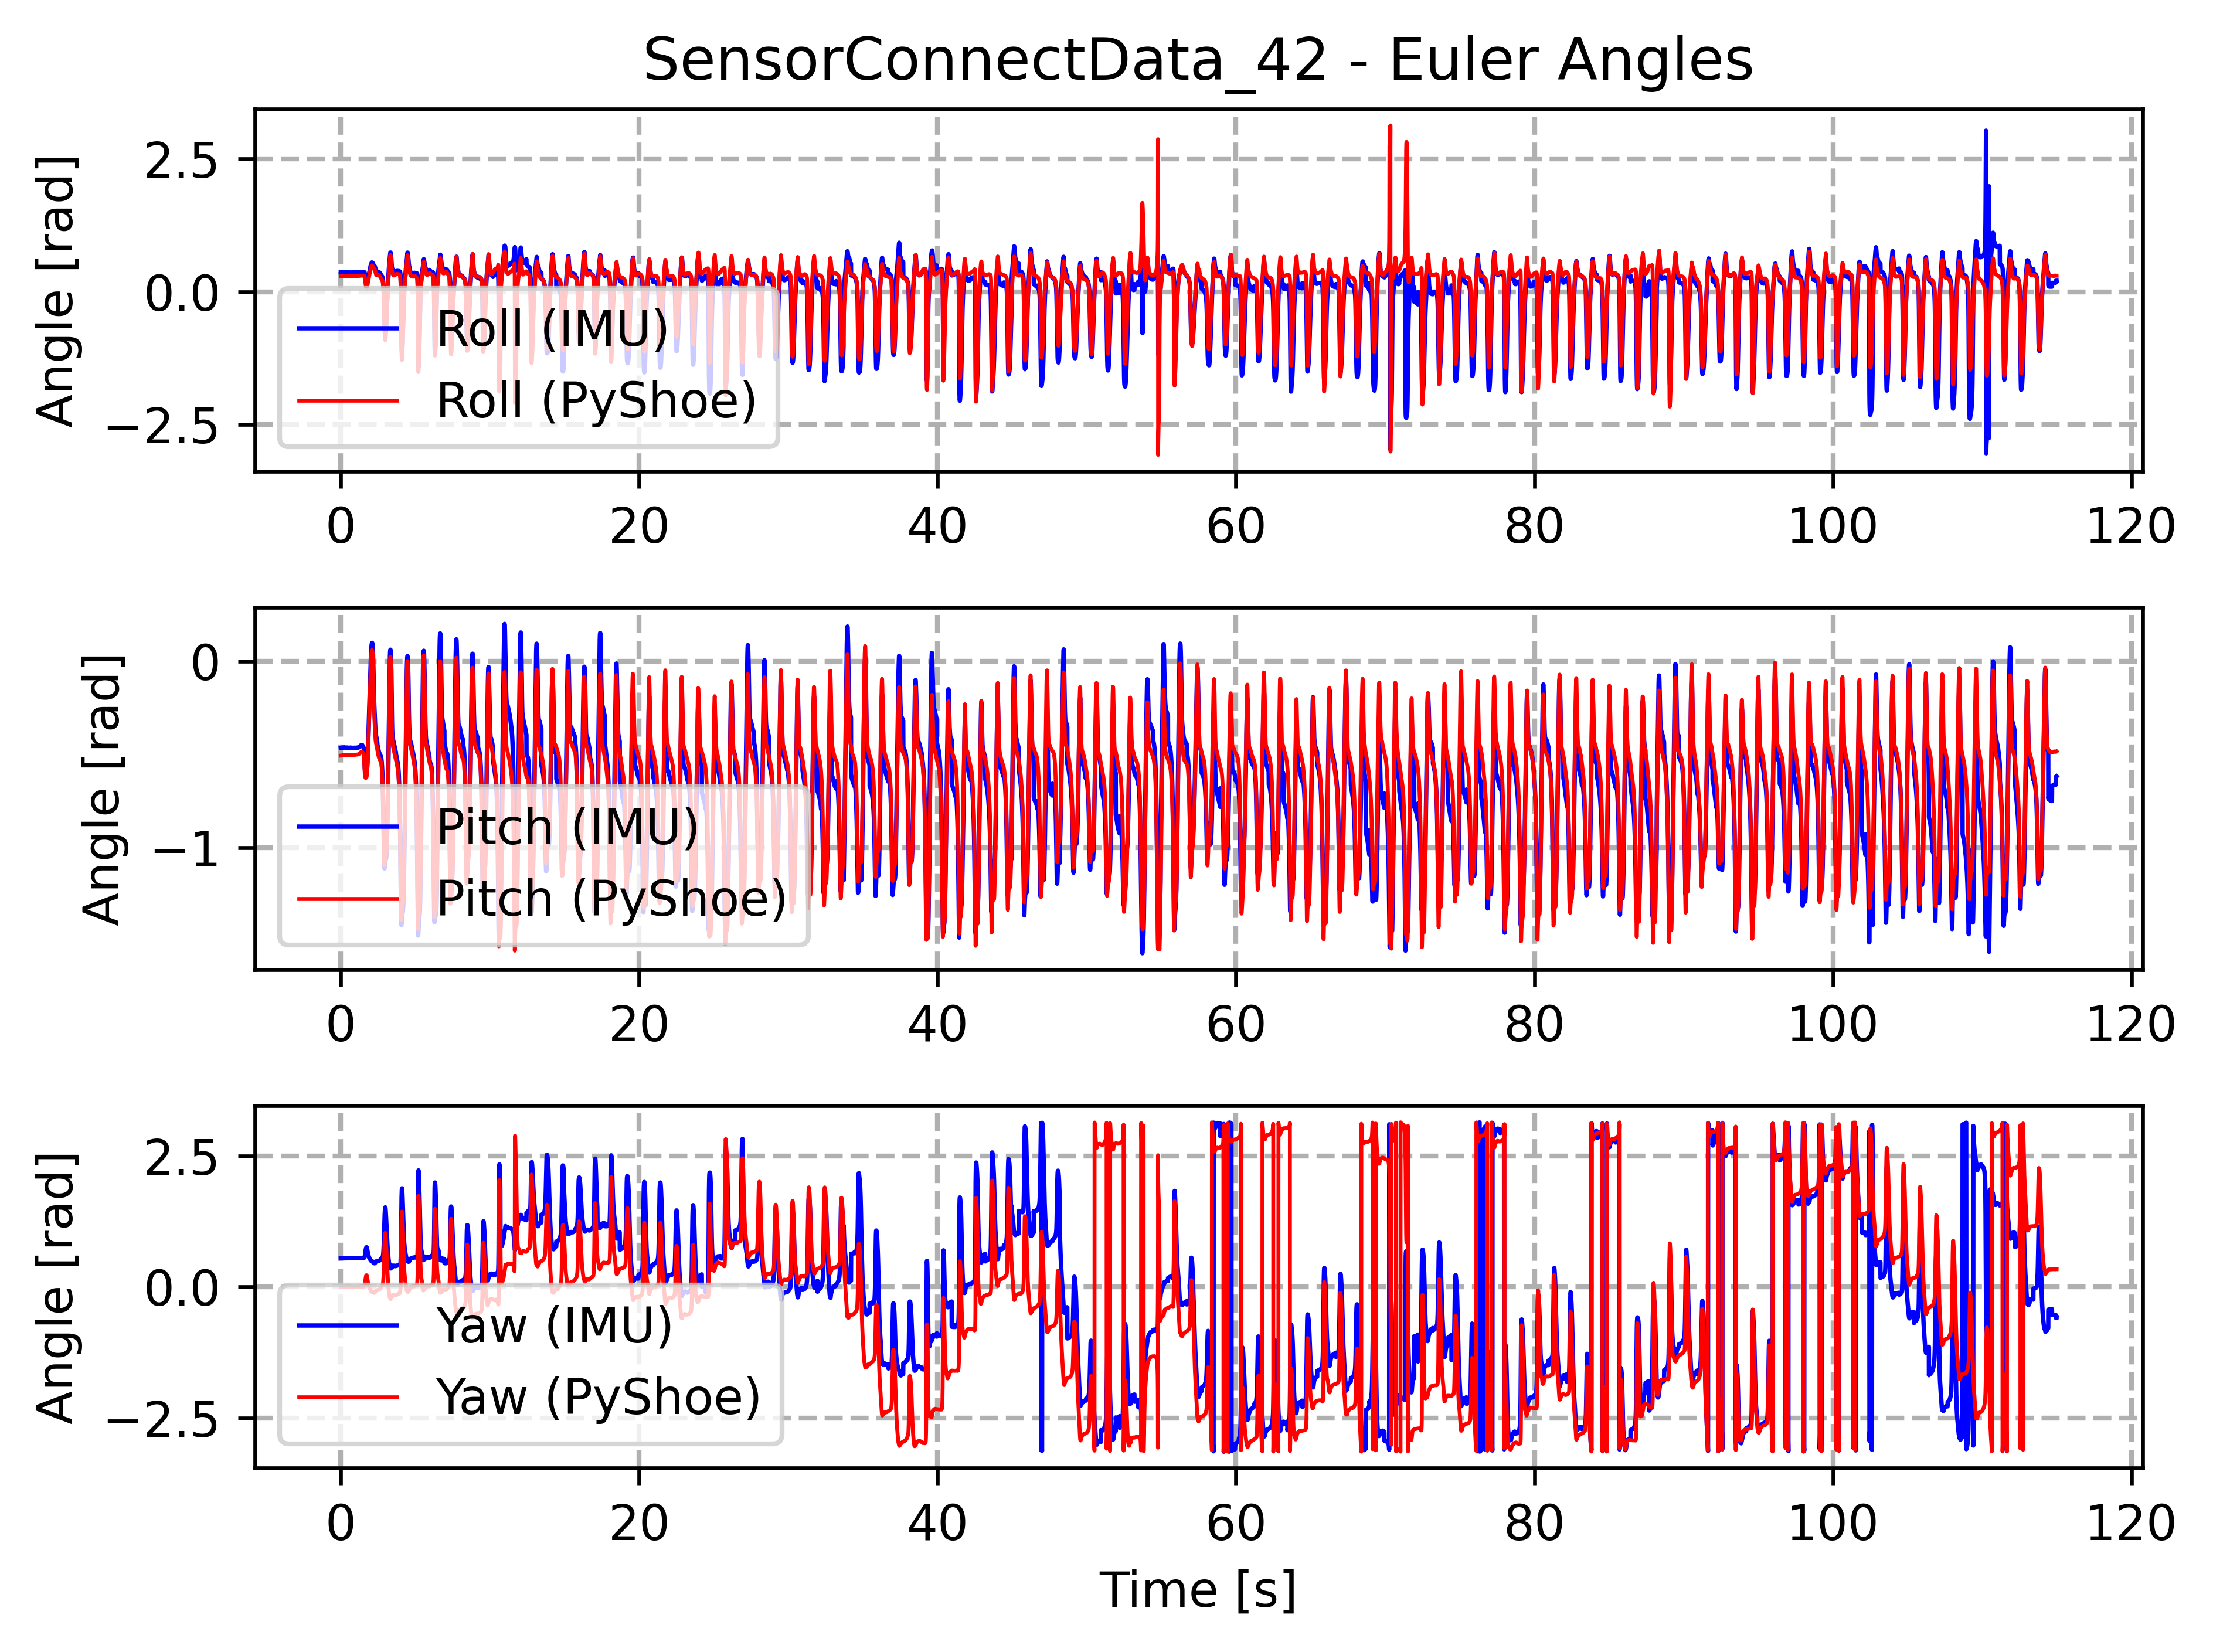 SensorConnectData_42 - Euler Angles
Angle [rad]
2.5
0.0
−2.5
Roll (IMU)
Roll (PyShoe)
0 20 40 60 80 100 120
Angle [rad]
0
−1
Pitch (IMU)
Pitch (PyShoe)
0 20 40 60 80 100 120
Angle [rad]
2.5
0.0
−2.5
Yaw (IMU)
Yaw (PyShoe)
0 20 40 60 80 100 120
Time [s]